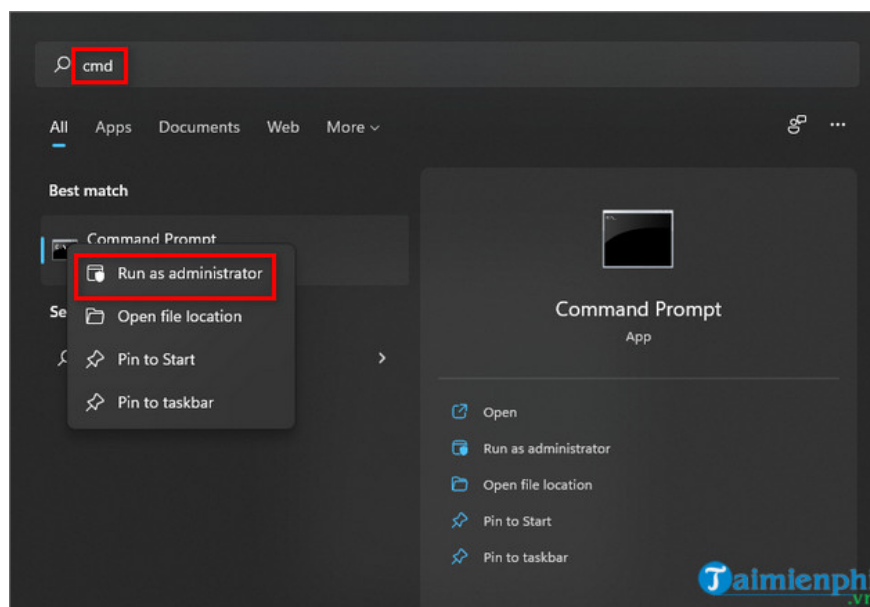 cmd
All Apps Documents Web More
Best match
Command Prompt
Run as administrator
Se
Open file location
Pin to Start
Pin to taskbar
Command Prompt
App
Open
Run as administrator
Open file location
Pin to Start
Pin to taskbar
Taimienphi
.vn